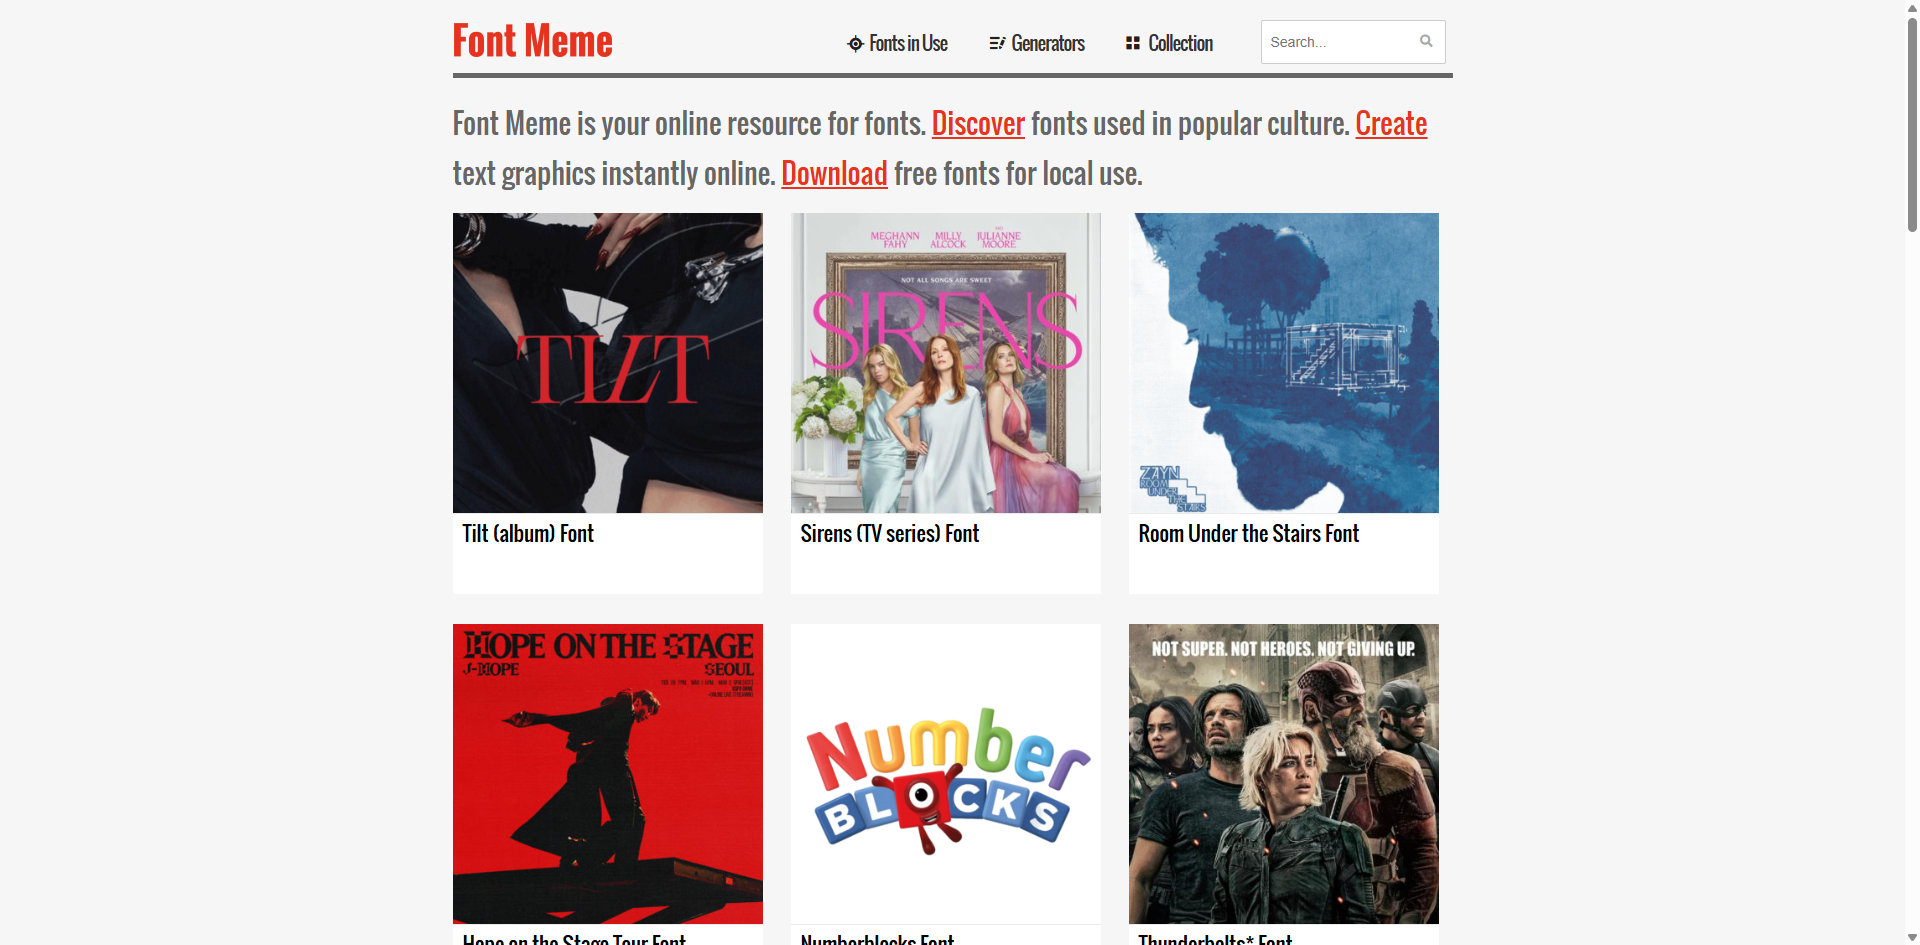 Font Meme
Fonts in Use
Generators
Collection
Search...
Font Meme is your online resource for fonts. Discover fonts used in popular culture. Create
text graphics instantly online. Download free fonts for local use.
TILT
MEGHANN FAHY
MILLY ALCOCK
AND JULIANNE MOORE
NOT ALL SONGS ARE SWEET
SIRENS
ZAYN
ROOM
UNDER
THE
STAIRS
Tilt (album) Font
Sirens (TV series) Font
Room Under the Stairs Font
HOPE ON THE STAGE
J-HOPE
SEOUL
Number
BLOCKS
NOT SUPER. NOT HEROES. NOT GIVING UP.
Hope on the Stage Tour Font
Numberblocks Font
Thunderbolts* Font